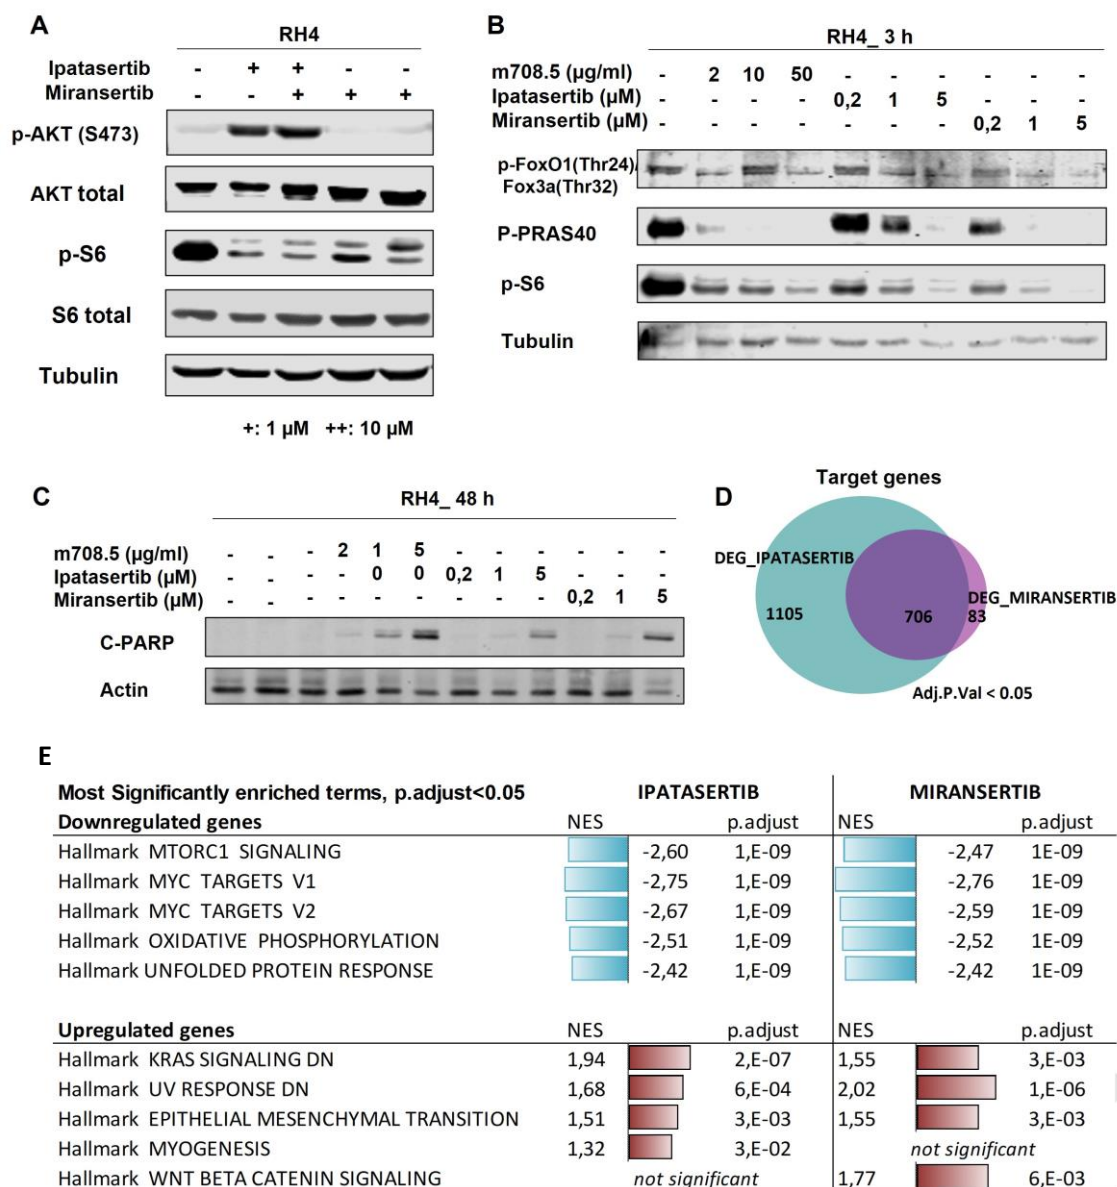 A
RH4
Ipatasertib - + + - -
Miransertib - - + + +
p-AKT (S473)
AKT total
p-S6
S6 total
Tubulin
+: 1 µM ++: 10 µM
B
RH4_ 3 h
m708.5 (µg/ml) - 2 10 50 - - - - - -
Ipatasertib (µM) - - - - 0,2 1 5 - - -
Miransertib (µM) - - - - - - - 0,2 1 5
p-FoxO1(Thr24)/
Fox3a(Thr32)
P-PRAS40
p-S6
Tubulin
C
RH4_ 48 h
m708.5 (µg/ml) - - - 2 1 5 - - - - - -
Ipatasertib (µM) - - - - 0 0 0,2 1 5 - - -
Miransertib (µM) - - - - - - - - - 0,2 1 5
C-PARP
Actin
D
Target genes
DEG_IPATASERTIB
DEG_MIRANSERTIB
1105 706 83
Adj.P.Val < 0.05
E
Most Significantly enriched terms, p.adjust<0.05 IPATASERTIB MIRANSERTIB
Downregulated genes NES p.adjust NES p.adjust
Hallmark MTORC1 SIGNALING -2,60 1,E-09 -2,47 1E-09
Hallmark MYC TARGETS V1 -2,75 1,E-09 -2,76 1E-09
Hallmark MYC TARGETS V2 -2,67 1,E-09 -2,59 1E-09
Hallmark OXIDATIVE PHOSPHORYLATION -2,51 1,E-09 -2,52 1E-09
Hallmark UNFOLDED PROTEIN RESPONSE -2,42 1,E-09 -2,42 1E-09
Upregulated genes NES p.adjust NES p.adjust
Hallmark KRAS SIGNALING DN 1,94 2,E-07 1,55 3,E-03
Hallmark UV RESPONSE DN 1,68 6,E-04 2,02 1,E-06
Hallmark EPITHELIAL MESENCHYMAL TRANSITION 1,51 3,E-03 1,55 3,E-03
Hallmark MYOGENESIS 1,32 3,E-02 not significant
Hallmark WNT BETA CATENIN SIGNALING not significant 1,77 6,E-03